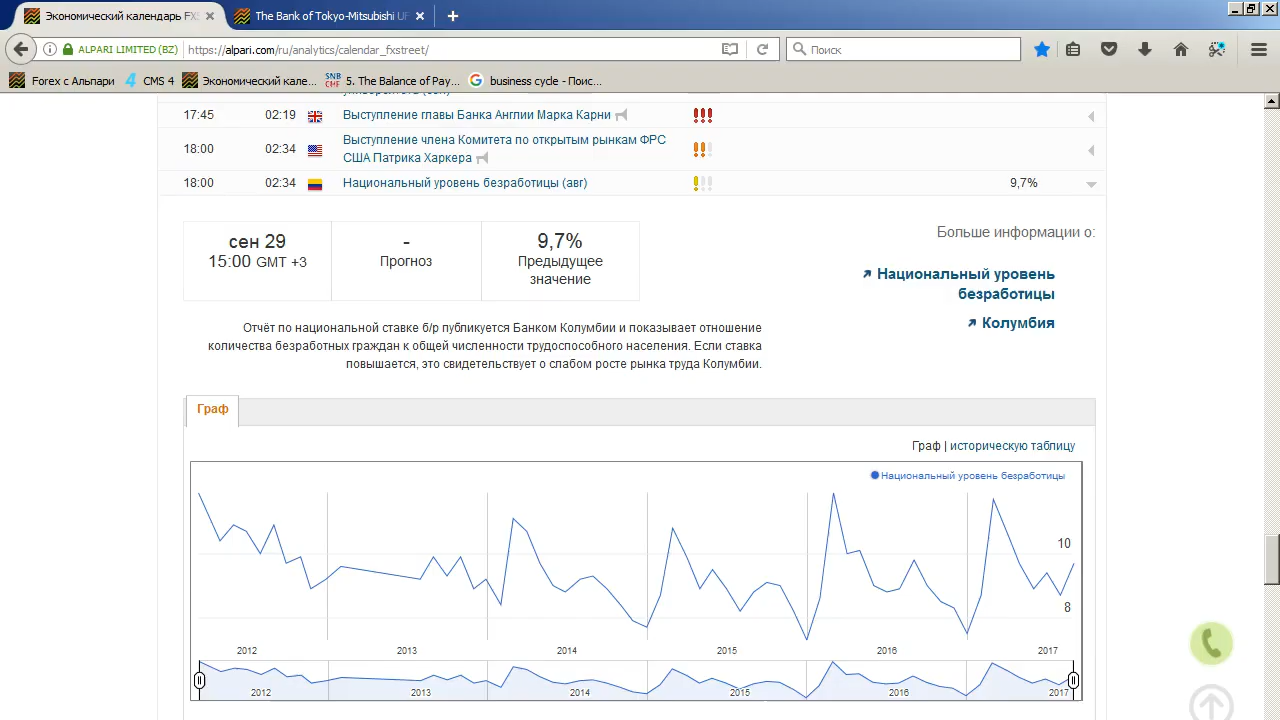 Экономический календарь FXS
The Bank of Tokyo-Mitsubishi UF
ALPARI LIMITED (BZ)
https://alpari.com/ru/analytics/calendar_fxstreet/
Поиск
Forex с Альпари
CMS 4
Экономический кале...
SNB
CHF
5. The Balance of Pay...
business cycle - Поис...
17:45 02:19 Выступление главы Банка Англии Марка Карни
18:00 02:34 Выступление члена Комитета по открытым рынкам ФРС
США Патрика Харкера
18:00 02:34 Национальный уровень безработицы (авг) 9,7%
сен 29
15:00 GMT +3
-
Прогноз
9,7%
Предыдущее
значение
Больше информации о:
Национальный уровень
безработицы
Колумбия
Отчёт по национальной ставке б/р публикуется Банком Колумбии и показывает отношение
количества безработных граждан к общей численности трудоспособного населения. Если ставка
повышается, это свидетельствует о слабом росте рынка труда Колумбии.
Граф
Граф | историческую таблицу
Национальный уровень безработицы
10
8
2012 2013 2014 2015 2016 2017
2012 2013 2014 2015 2016 2017